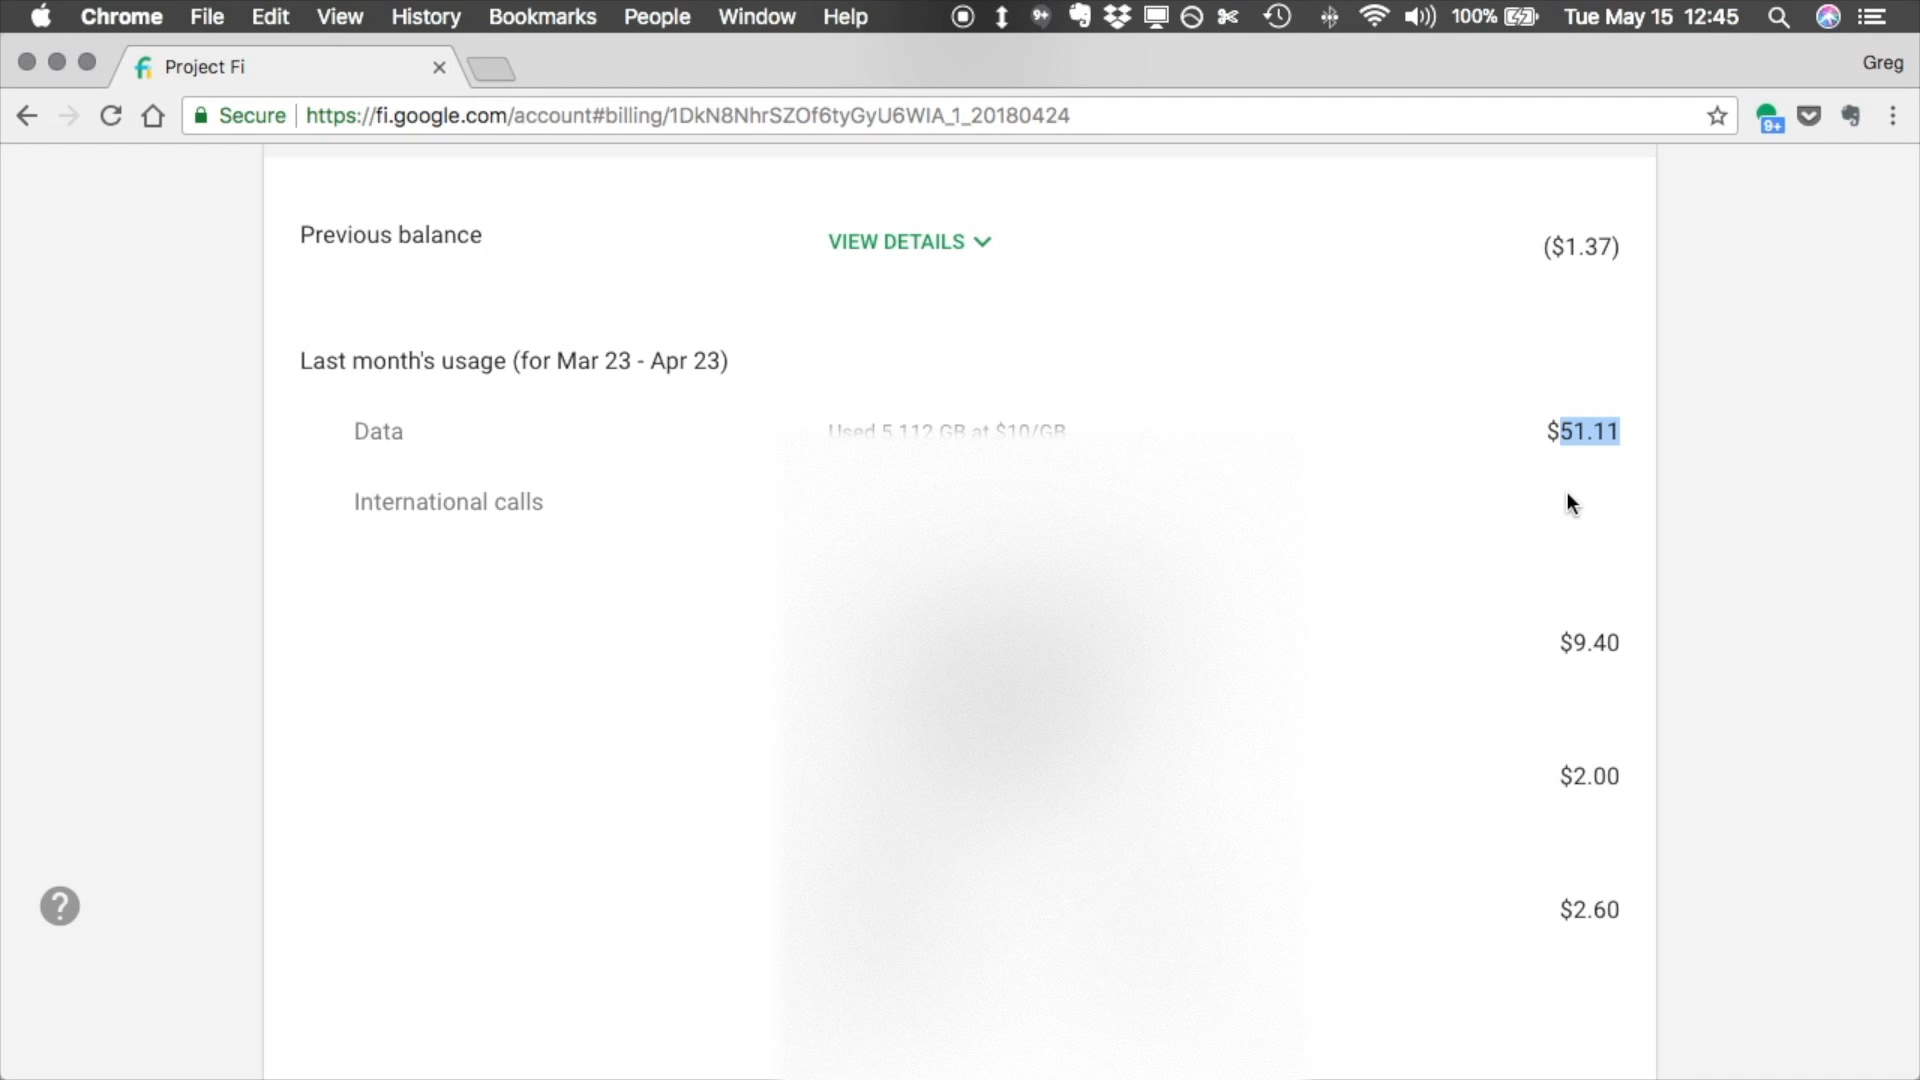 Chrome File Edit View History Bookmarks People Window Help 9+ 100% Tue May 15 12:45
Project Fi Greg
Secure https://fi.google.com/account#billing/1DkN8NhrSZOf6tyGyU6WIA_1_20180424 9+
Previous balance VIEW DETAILS ($1.37)
Last month's usage (for Mar 23 - Apr 23)
Data Used 5.112 GB at $10/GB $51.11
International calls
$9.40
$2.00
$2.60
?